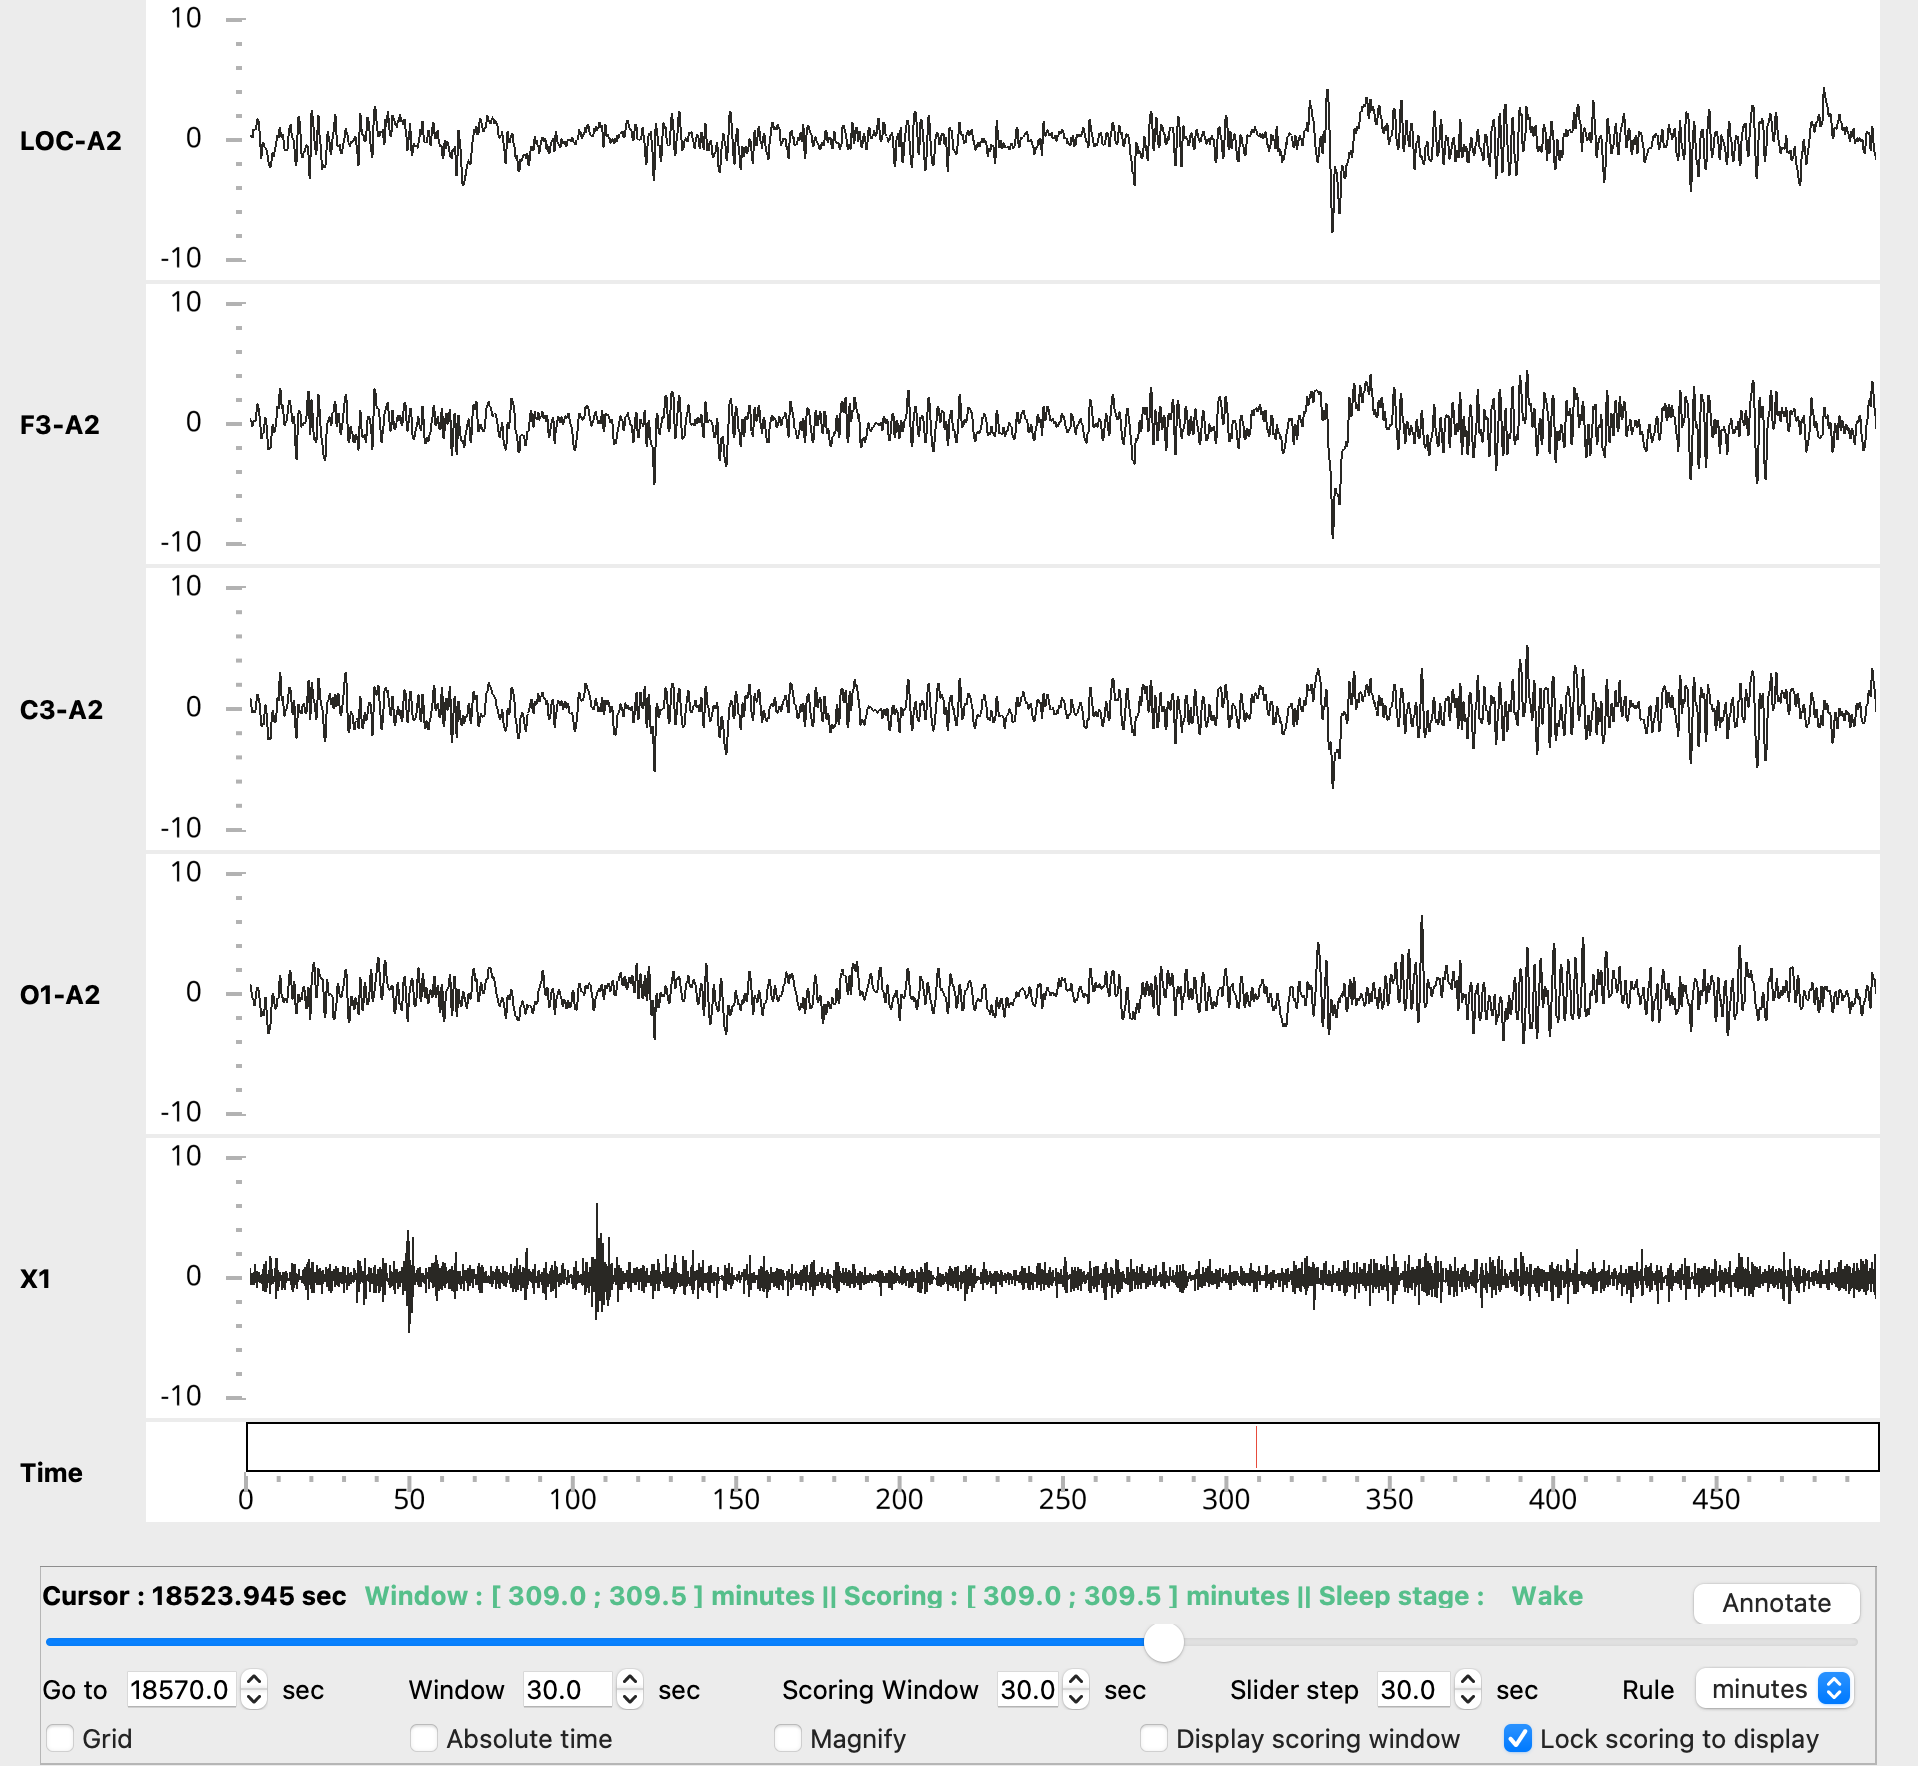 10
LOC-A2 0
-10
10
F3-A2 0
-10
10
C3-A2 0
-10
10
O1-A2 0
-10
10
X1 0
-10
Time
0 50 100 150 200 250 300 350 400 450
Cursor : 18523.945 sec Window : [ 309.0 ; 309.5 ] minutes || Scoring : [ 309.0 ; 309.5 ] minutes || Sleep stage : Wake Annotate
Go to 18570.0 sec Window 30.0 sec Scoring Window 30.0 sec Slider step 30.0 sec Rule minutes
Grid Absolute time Magnify Display scoring window Lock scoring to display